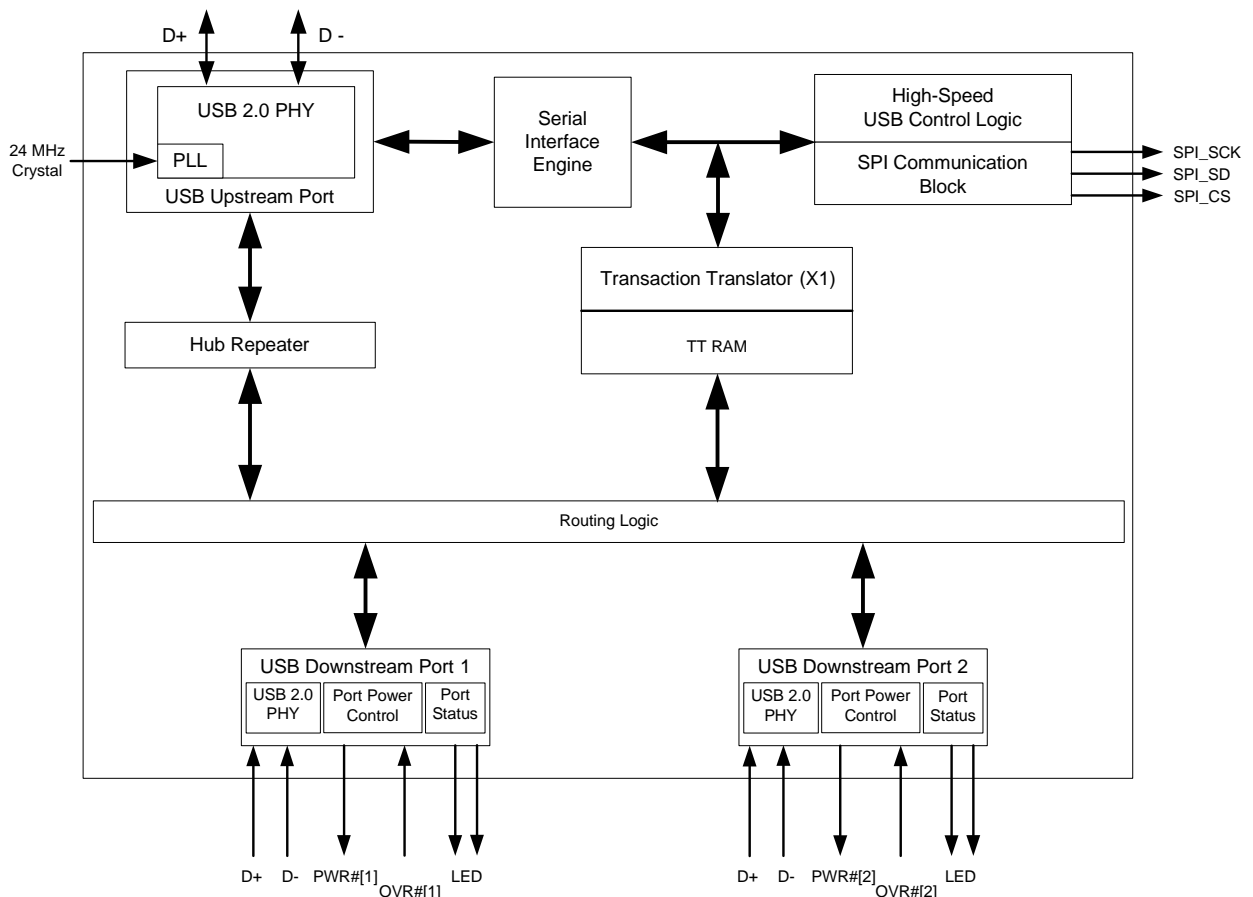 D+ D -
USB 2.0 PHY
PLL
USB Upstream Port
24 MHz
Crystal
Serial
Interface
Engine
High-Speed
USB Control Logic
SPI Communication
Block
SPI_SCK
SPI_SD
SPI_CS
Transaction Translator (X1)
TT RAM
Hub Repeater
Routing Logic
USB Downstream Port 1
USB 2.0
PHY
Port Power
Control
Port
Status
D+ D- PWR#[1] OVR#[1] LED
USB Downstream Port 2
USB 2.0
PHY
Port Power
Control
Port
Status
D+ D- PWR#[2] OVR#[2] LED